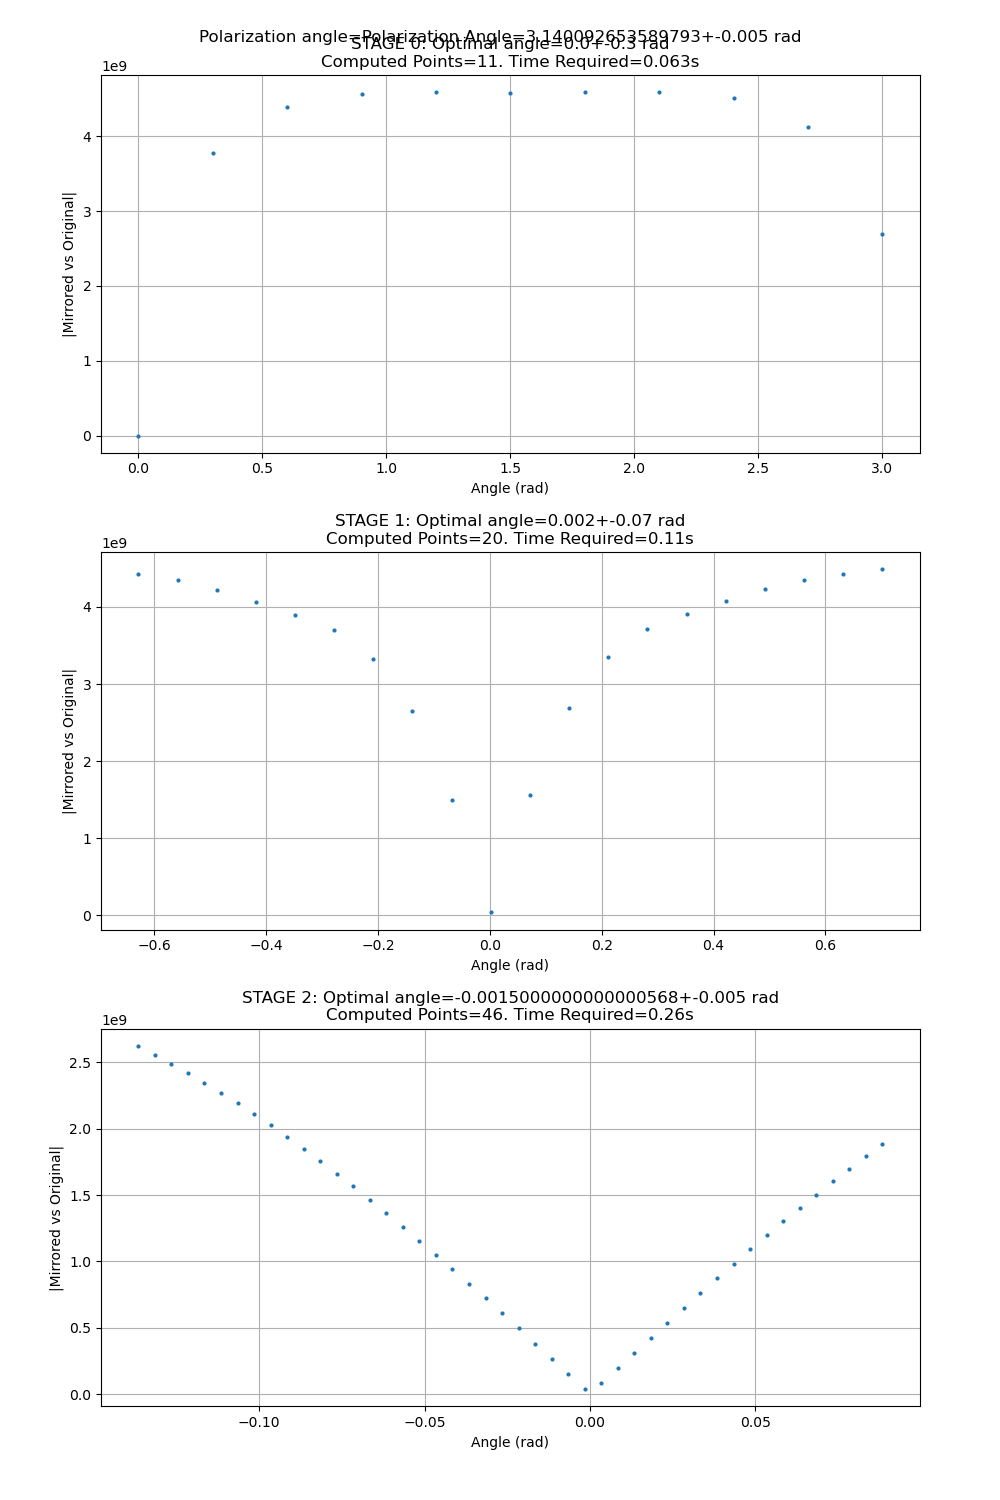 Polarization angle=Polarization Angle=3.140092653589793+-0.005 rad
STAGE 0: Optimal angle=0.0+-0.3 rad
Computed Points=11. Time Required=0.063s
1e9
4
3
2
1
0
|Mirrored vs Original|
0.0 0.5 1.0 1.5 2.0 2.5 3.0
Angle (rad)
STAGE 1: Optimal angle=0.002+-0.07 rad
Computed Points=20. Time Required=0.11s
1e9
4
3
2
1
0
|Mirrored vs Original|
−0.6 −0.4 −0.2 0.0 0.2 0.4 0.6
Angle (rad)
STAGE 2: Optimal angle=-0.0015000000000000568+-0.005 rad
Computed Points=46. Time Required=0.26s
1e9
2.5
2.0
1.5
1.0
0.5
0.0
|Mirrored vs Original|
−0.10 −0.05 0.00 0.05
Angle (rad)